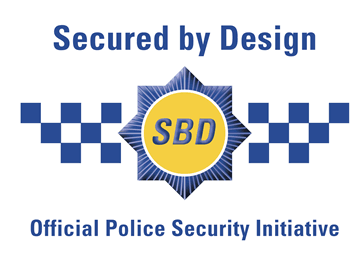 Secured by Design
SBD
Official Police Security Initiative